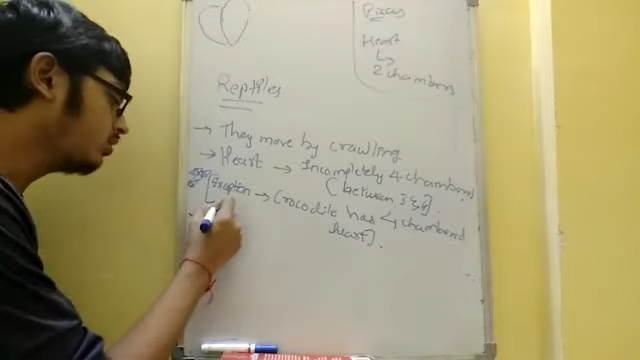 Pisces
Heart
↳ 2 chambers
Reptiles
→ They move by crawling
→ Heart → Incompletely 4 chambered
(between 3 & 4).
[Exception → Crocodile has 4 chambered
heart].